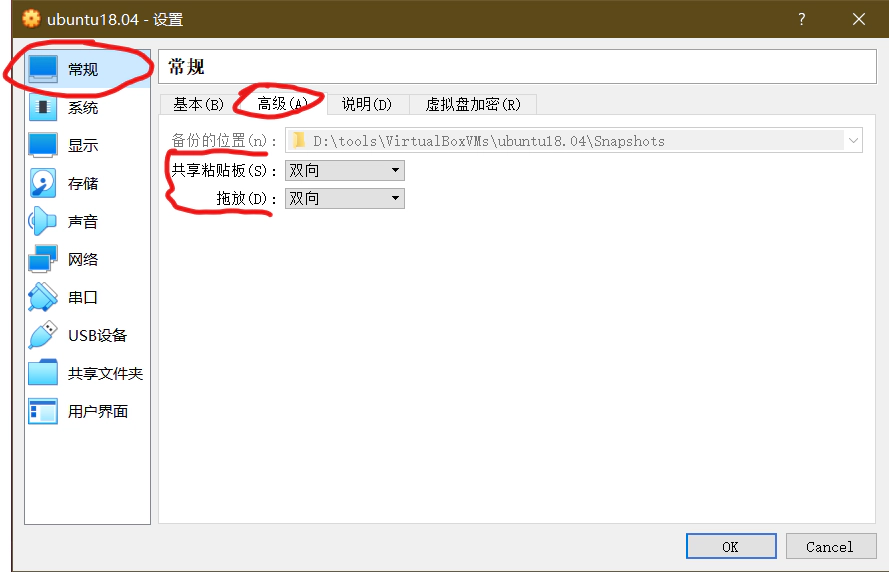 ubuntu18.04 - 设置
?
常规
系统
显示
存储
声音
网络
串口
USB设备
共享文件夹
用户界面
常规
基本(B) 高级(A) 说明(D) 虚拟盘加密(R)
备份的位置(n): D:\tools\VirtualBoxVMs\ubuntu18.04\Snapshots
共享粘贴板(S): 双向
拖放(D): 双向
OK Cancel